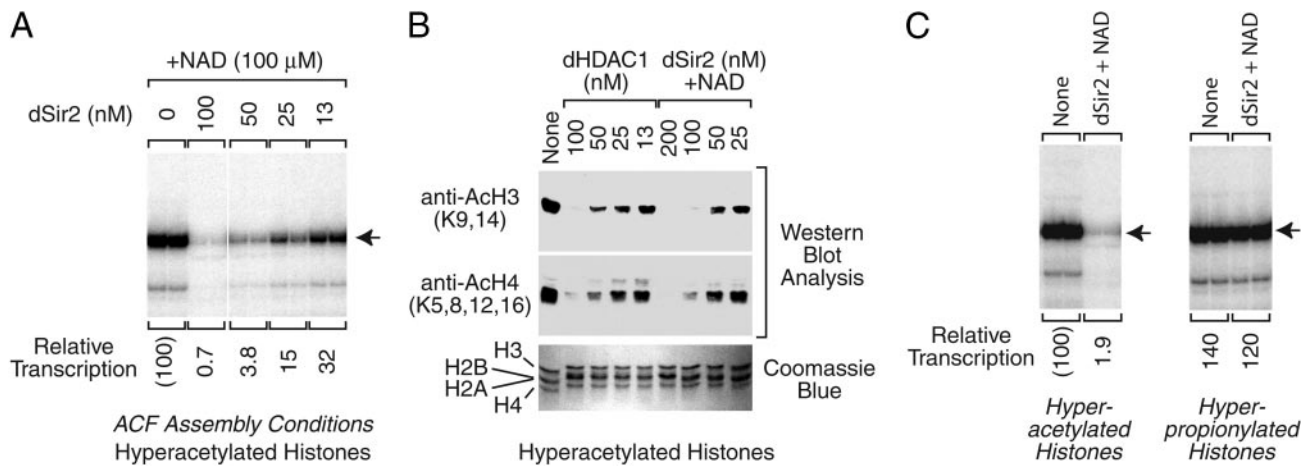 A
+NAD (100 μM)
dSir2 (nM)
0
100
50
25
13
Relative
Transcription
(100)
0.7
3.8
15
32
ACF Assembly Conditions
Hyperacetylated Histones
B
dHDAC1
(nM)
dSir2 (nM)
+NAD
None
100
50
25
13
200
100
50
25
anti-AcH3
(K9,14)
anti-AcH4
(K5,8,12,16)
Western
Blot
Analysis
H3
H2B
H2A
H4
Coomassie
Blue
Hyperacetylated Histones
C
None
dSir2 + NAD
None
dSir2 + NAD
Relative
Transcription
(100)
1.9
140
120
Hyper-
acetylated
Histones
Hyper-
propionylated
Histones